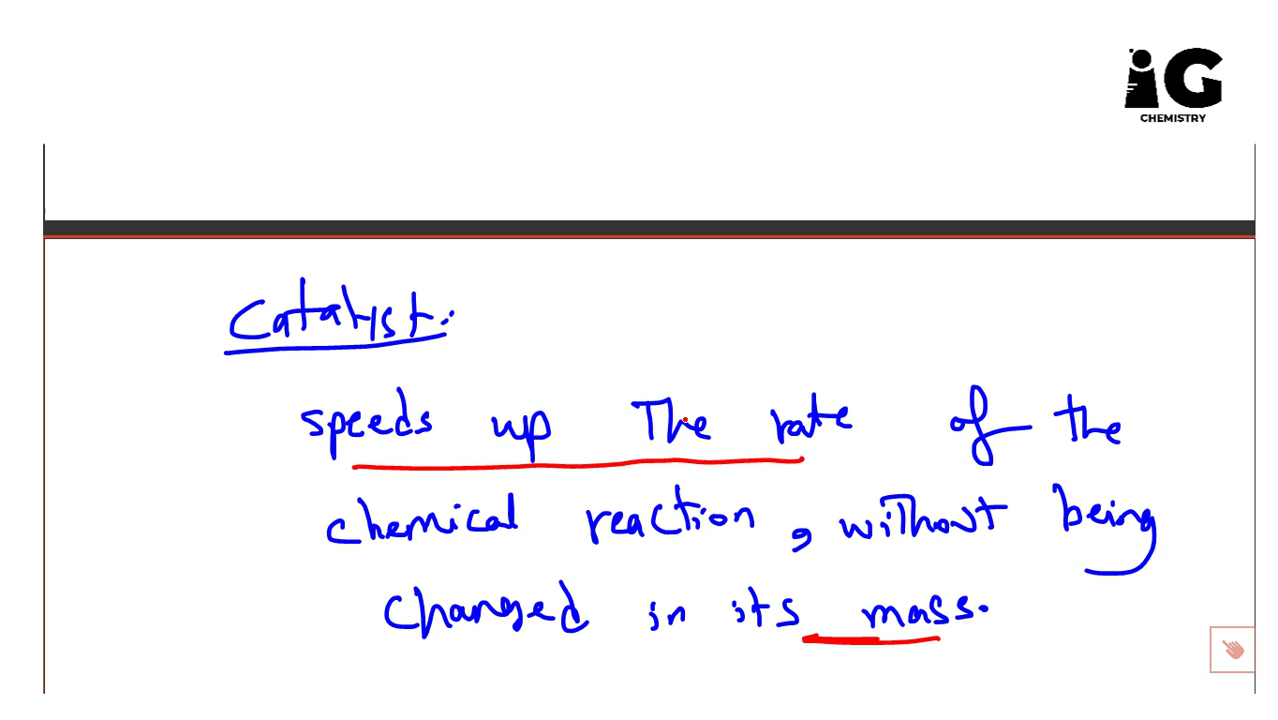 iG
CHEMISTRY
Catalyst:
speeds up The rate of the
chemical reaction, without being
changed in its mass.